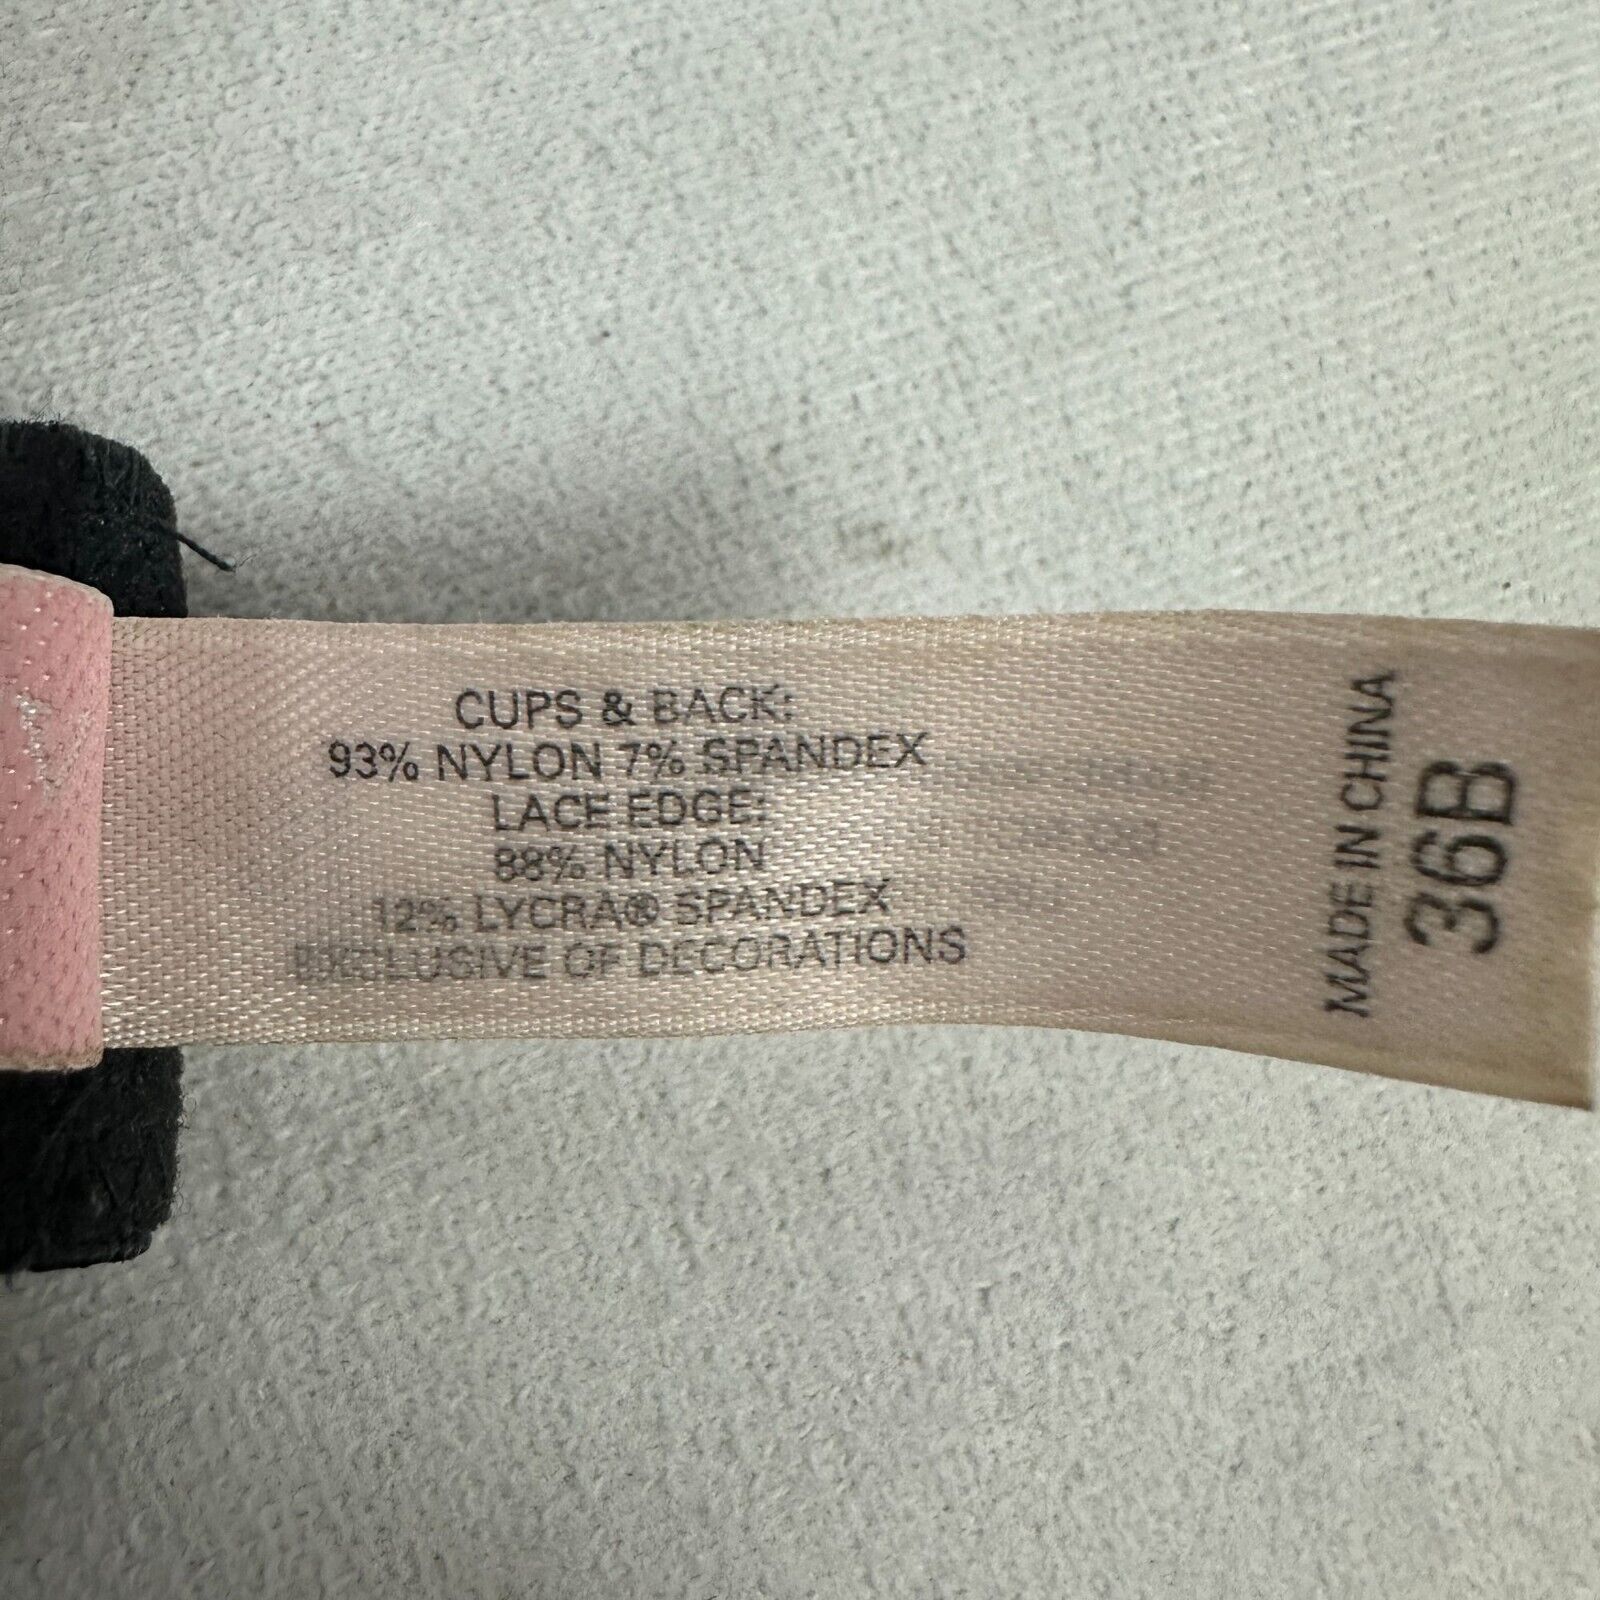 CUPS & BACK:
93% NYLON 7% SPANDEX
LACE EDGE:
88% NYLON
12% LYCRA® SPANDEX
EXCLUSIVE OF DECORATIONS
MADE IN CHINA
36B